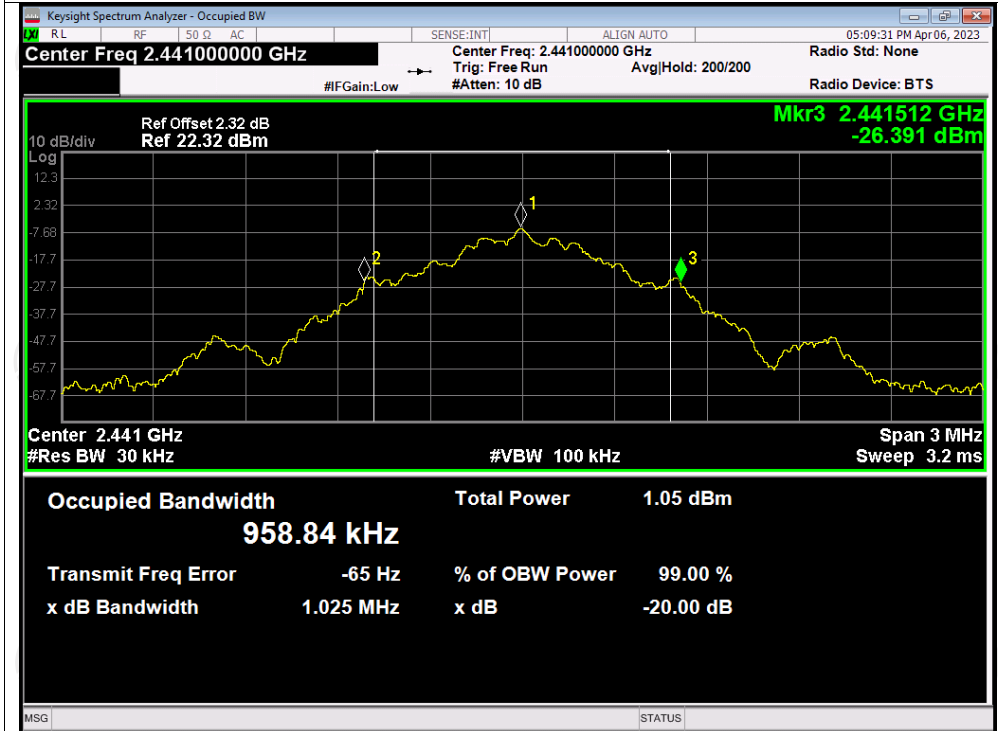 Keysight Spectrum Analyzer - Occupied BW
LXI RL RF 50 Ω AC SENSE:INT ALIGN AUTO 05:09:31 PM Apr 06, 2023
Center Freq 2.441000000 GHz
Center Freq: 2.441000000 GHz
Radio Std: None
Trig: Free Run
Avg|Hold: 200/200
#IFGain:Low
#Atten: 10 dB
Radio Device: BTS
Mkr3 2.441512 GHz
-26.391 dBm
Ref Offset 2.32 dB
10 dB/div
Ref 22.32 dBm
Log
12.3
2.32
-7.68
-17.7
-27.7
-37.7
-47.7
-57.7
-67.7
1
2
3
Center 2.441 GHz
Span 3 MHz
#Res BW 30 kHz
#VBW 100 kHz
Sweep 3.2 ms
Occupied Bandwidth
Total Power 1.05 dBm
958.84 kHz
Transmit Freq Error -65 Hz
% of OBW Power 99.00 %
x dB Bandwidth 1.025 MHz
x dB -20.00 dB
MSG
STATUS